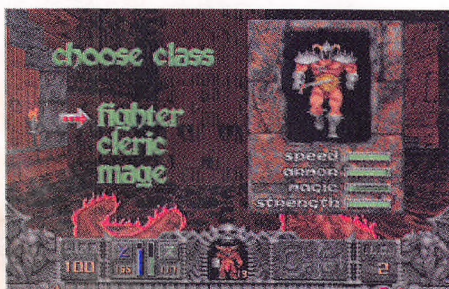 choose class
fighter
cleric
mage
speed
armor
magic
strength
100
2